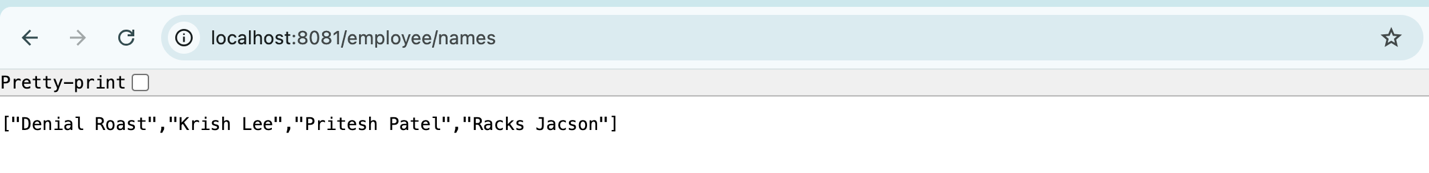 localhost:8081/employee/names
Pretty-print
["Denial Roast","Krish Lee","Pritesh Patel","Racks Jacson"]